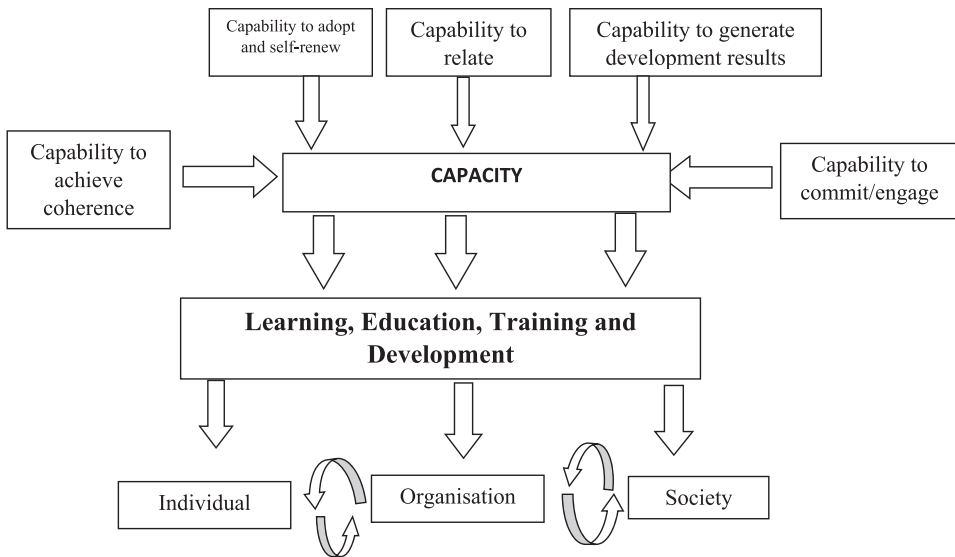 Capability to adopt
and self-renew
Capability to
relate
Capability to generate
development results
Capability to
achieve
coherence
CAPACITY
Capability to
commit/engage
Learning, Education, Training and
Development
Individual
Organisation
Society